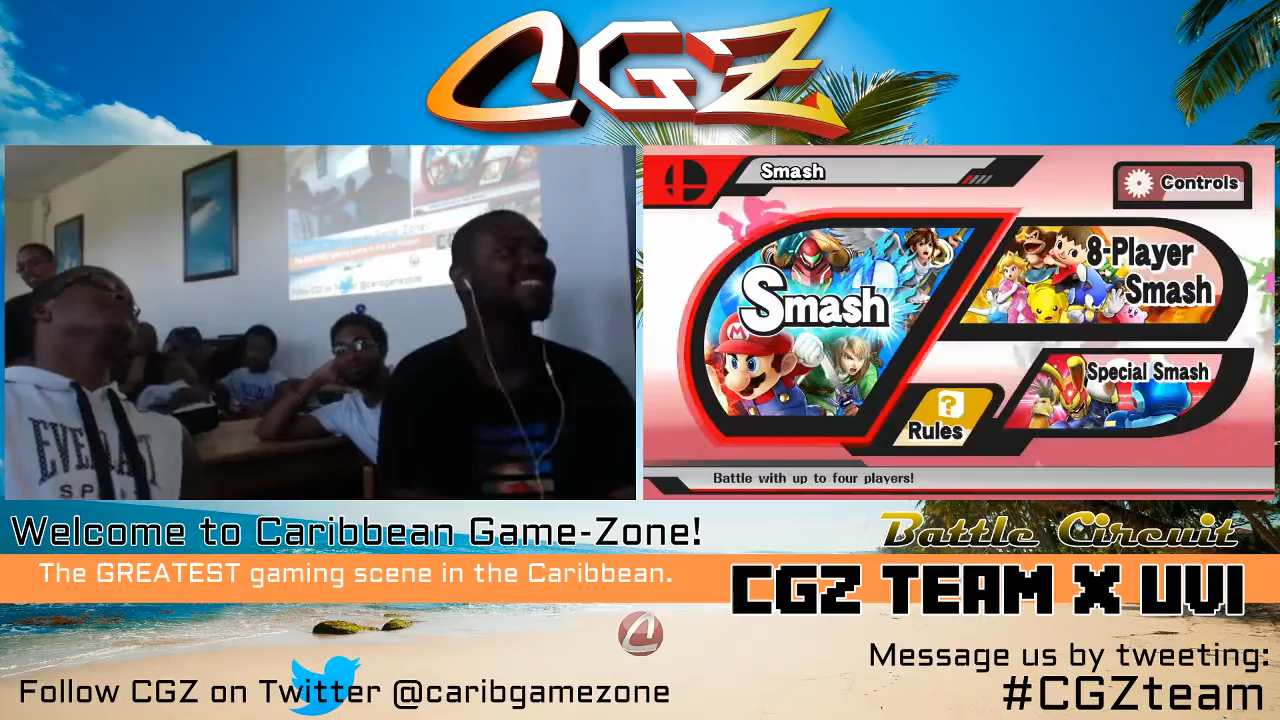 CGZ
Smash
Controls
Smash
8-Player
Smash
Special Smash
?
Rules
Battle with up to four players!
EVERLAST
SP
Welcome to Caribbean Game-Zone!
The GREATEST gaming scene in the Caribbean.
Battle Circuit
CGZ TEAM X UVI
Follow CGZ on Twitter @caribgamezone
Message us by tweeting:
#CGZteam